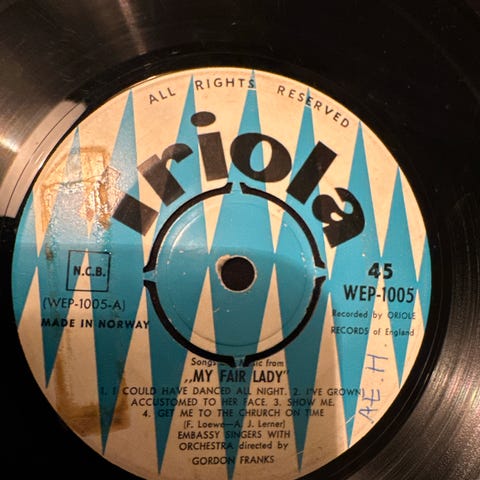 ALL RIGHTS RESERVED
Triola
45
WEP-1005
Recorded by ORIOLE
RECORDS of England
N.C.B.
(WEP-1005-A)
MADE IN NORWAY
Songs Music from
„MY FAIR LADY”
1. I COULD HAVE DANCED ALL NIGHT. 2. I'VE GROWN
ACCUSTOMED TO HER FACE. 3. SHOW ME.
4. GET ME TO THE CHRURCH ON TIME
(F. Loewe—A. J. Lerner)
EMBASSY SINGERS WITH
ORCHESTRA directed by
GORDON FRANKS
AE.H.